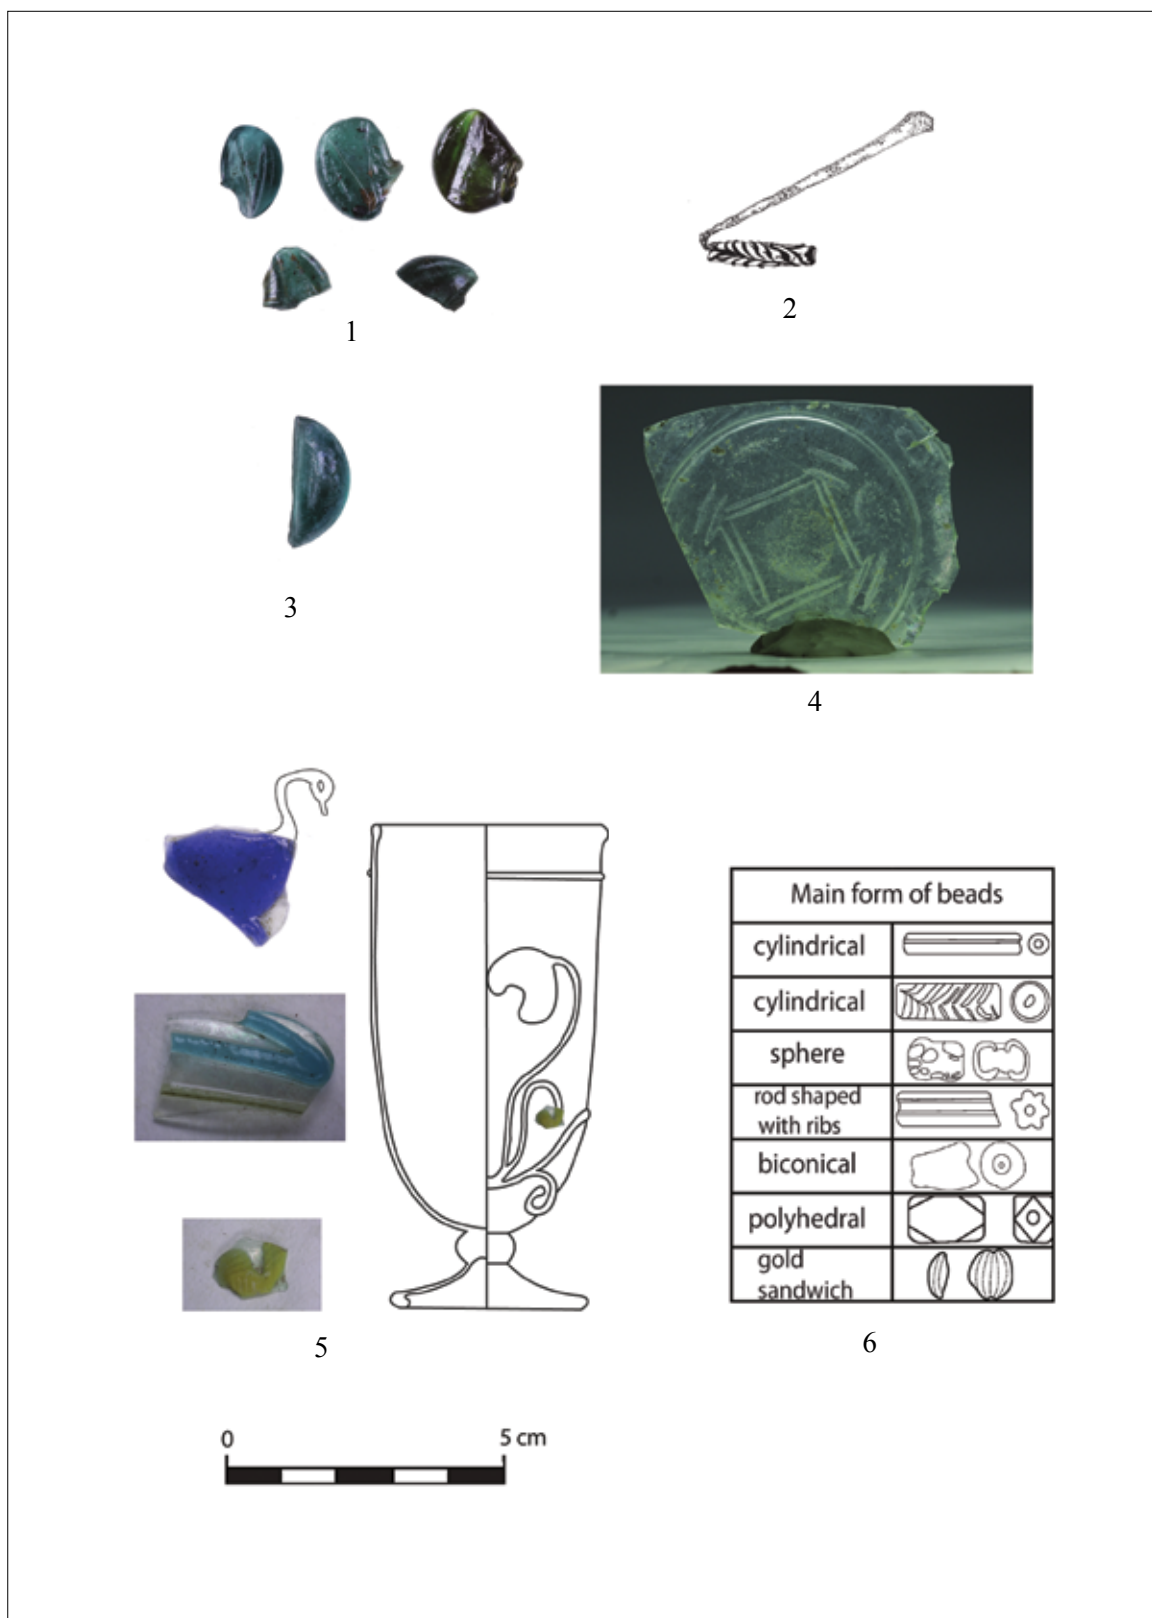 1
2
3
4
5
Main form of beads
cylindrical
cylindrical
sphere
rod shaped
with ribs
biconical
polyhedral
gold
sandwich
6
0 5 cm